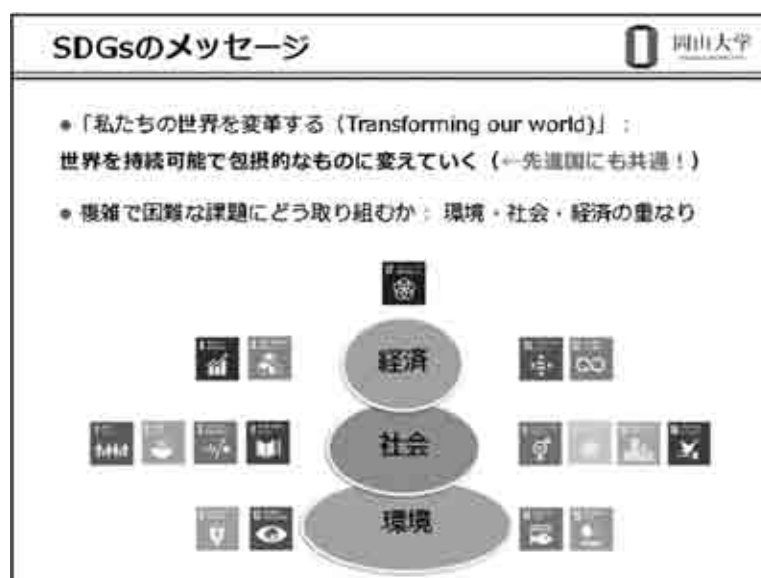 SDGsのメッセージ
岡山大学
●「私たちの世界を変革する（Transforming our world)」：
世界を持続可能で包摂的なものに変えていく（←先進国にも共通！）
● 複雑で困難な課題にどう取り組むか： 環境・社会・経済の重なり
経済
社会
環境